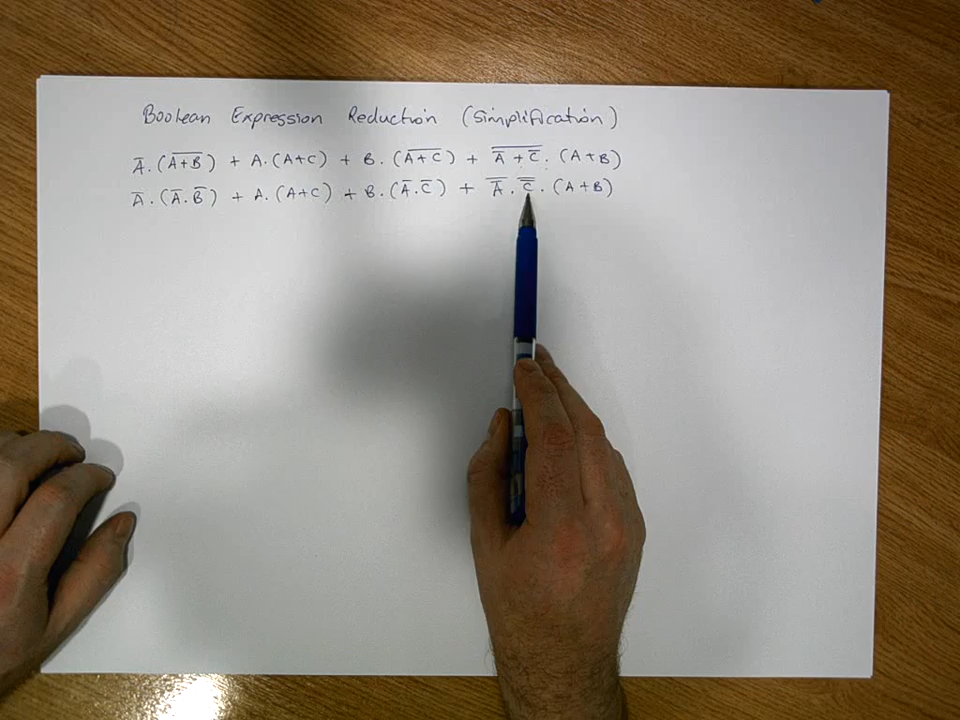 Boolean Expression Reduction (Simplification)
A̅.(A̅+̅B̅) + A.(A+C) + B.(A̅+̅C̅) + A̿ ̅+̅ C̿.(A+B)
A̅.(A̅.B̅) + A.(A+C) + B.(A̅.C̅) + A̿.C̿.(A+B)